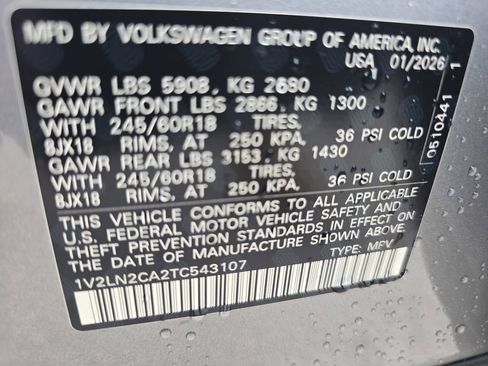 MFD BY VOLKSWAGEN GROUP OF AMERICA, INC.
USA 01/2026
GVWR LBS 5908, KG 2680
GAWR FRONT LBS 2866, KG 1300
WITH 245/60R18 TIRES,
8JX18 RIMS, AT 250 KPA, 36 PSI COLD
GAWR REAR LBS 3153, KG 1430
WITH 245/60R18 TIRES,
8JX18 RIMS, AT 250 KPA, 36 PSI COLD
THIS VEHICLE CONFORMS TO ALL APPLICABLE
U.S. FEDERAL MOTOR VEHICLE SAFETY AND
THEFT PREVENTION STANDARDS IN EFFECT ON
THE DATE OF MANUFACTURE SHOWN ABOVE.
1V2LN2CA2TC543107 TYPE: MPV
0510441 1